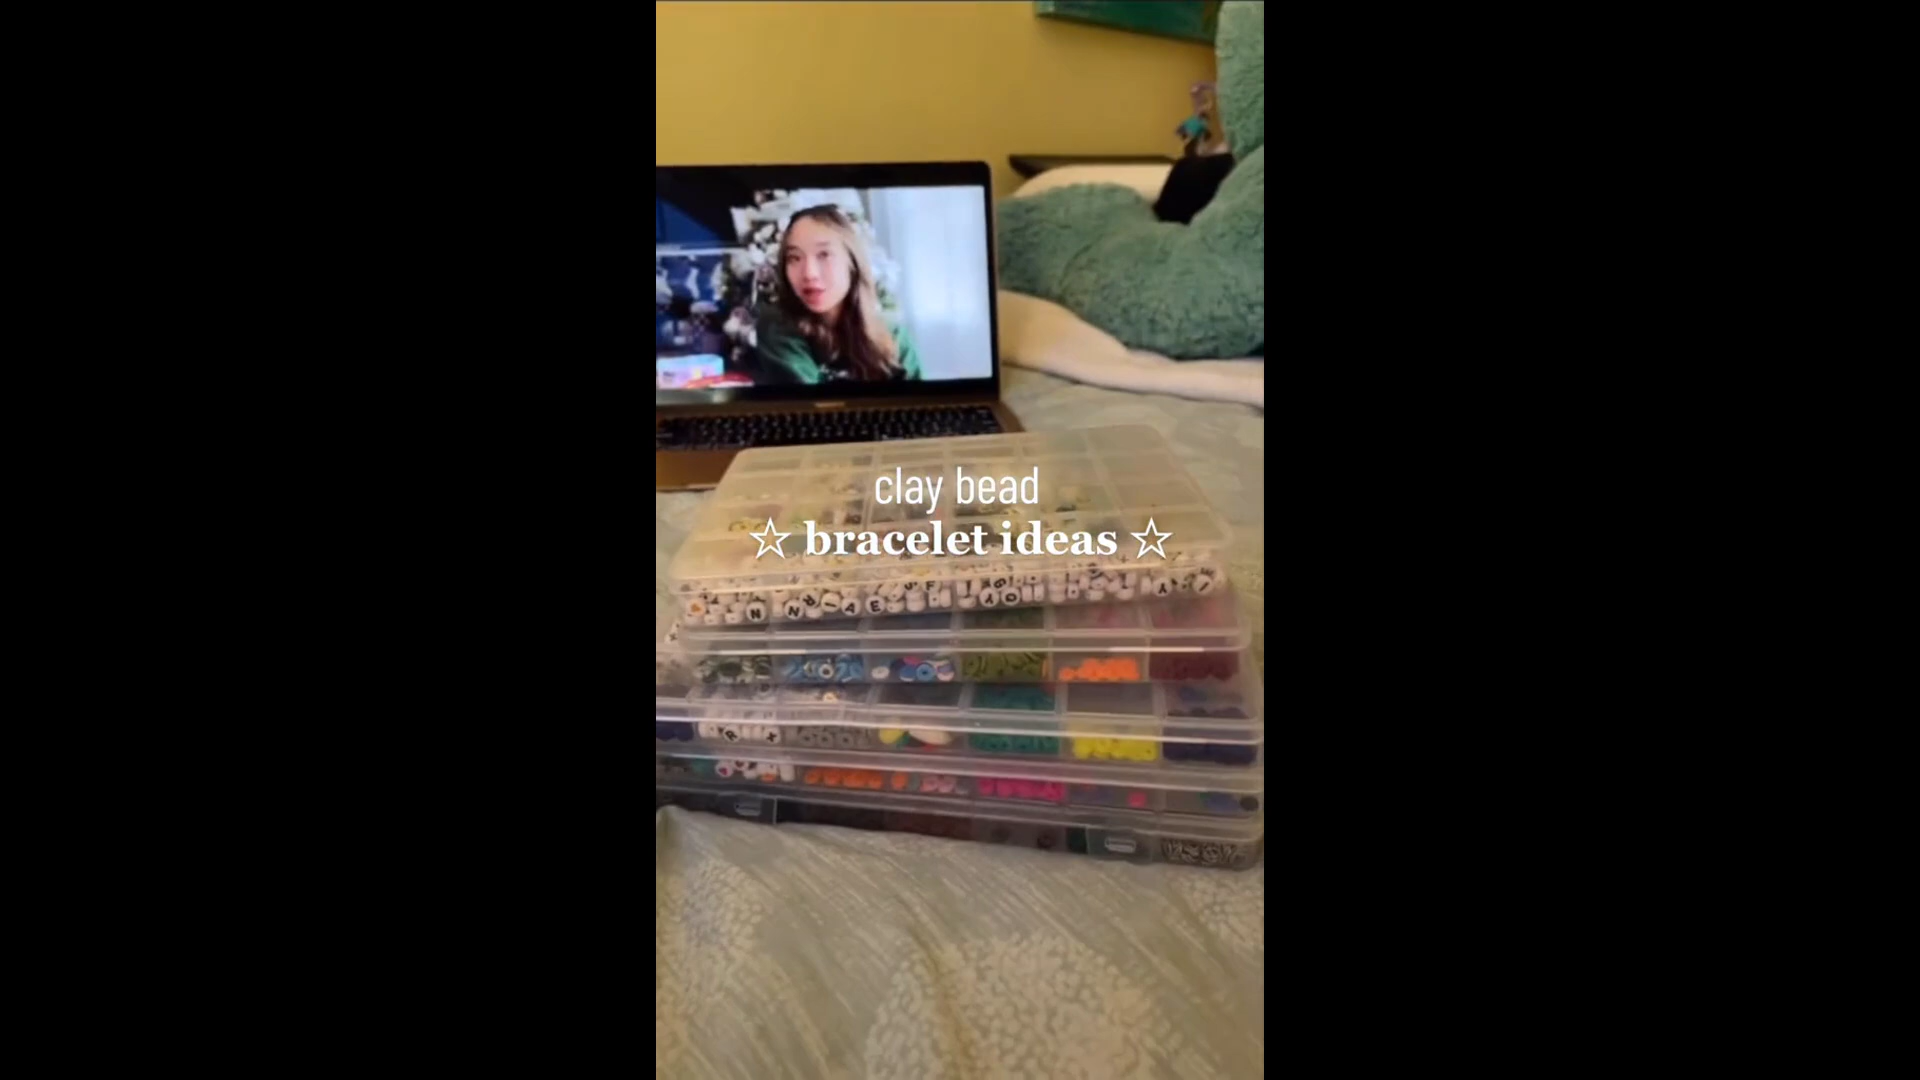 clay bead
☆ bracelet ideas ☆
N N R I A E